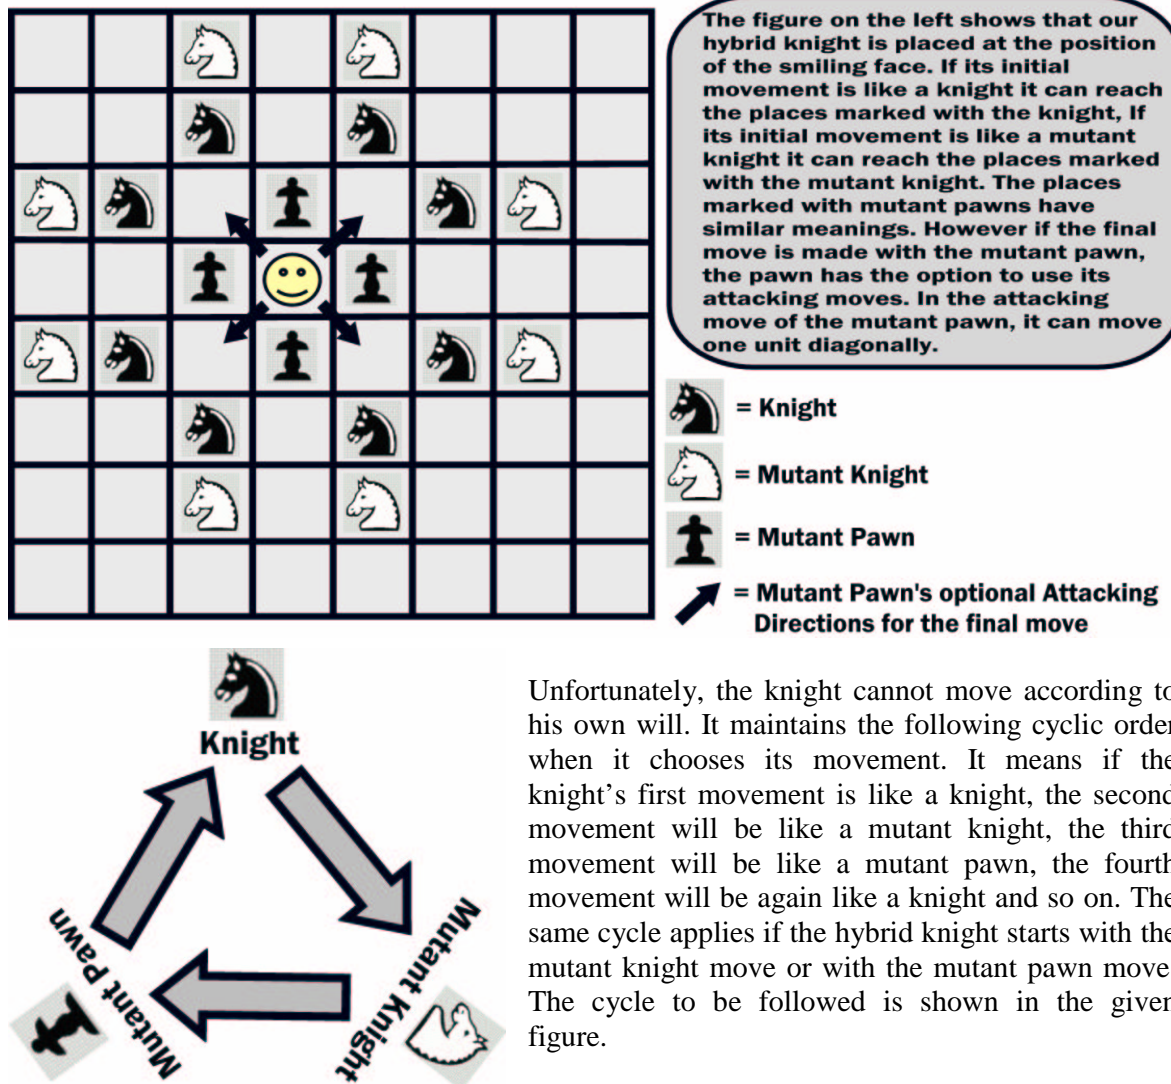 The figure on the left shows that our
hybrid knight is placed at the position
of the smiling face. If its initial
movement is like a knight it can reach
the places marked with the knight, If
its initial movement is like a mutant
knight it can reach the places marked
with the mutant knight. The places
marked with mutant pawns have
similar meanings. However if the final
move is made with the mutant pawn,
the pawn has the option to use its
attacking moves. In the attacking
move of the mutant pawn, it can move
one unit diagonally.
= Knight
= Mutant Knight
= Mutant Pawn
= Mutant Pawn's optional Attacking
Directions for the final move
Knight
Mutant Knight
Mutant Pawn
Unfortunately, the knight cannot move according to
his own will. It maintains the following cyclic order
when it chooses its movement. It means if the
knight's first movement is like a knight, the second
movement will be like a mutant knight, the third
movement will be like a mutant pawn, the fourth
movement will be again like a knight and so on. The
same cycle applies if the hybrid knight starts with the
mutant knight move or with the mutant pawn move
The cycle to be followed is shown in the given
figure.